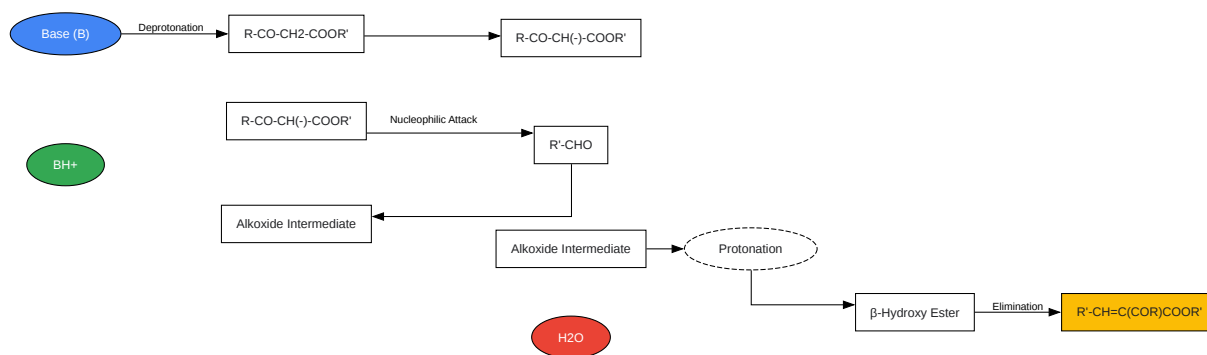 Base (B)
Deprotonation
R-CO-CH2-COOR'
R-CO-CH(-)-COOR'
R-CO-CH(-)-COOR'
Nucleophilic Attack
R'-CHO
BH+
Alkoxide Intermediate
Alkoxide Intermediate
Protonation
β-Hydroxy Ester
Elimination
R'-CH=C(COR)COOR'
H2O